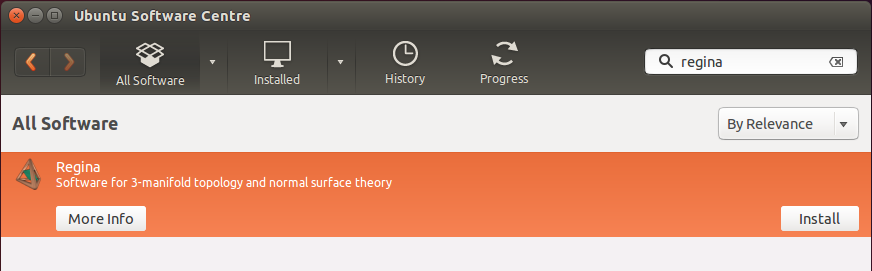 Ubuntu Software Centre
All Software
Installed
History
Progress
regina
All Software
By Relevance
Regina
Software for 3-manifold topology and normal surface theory
More Info
Install